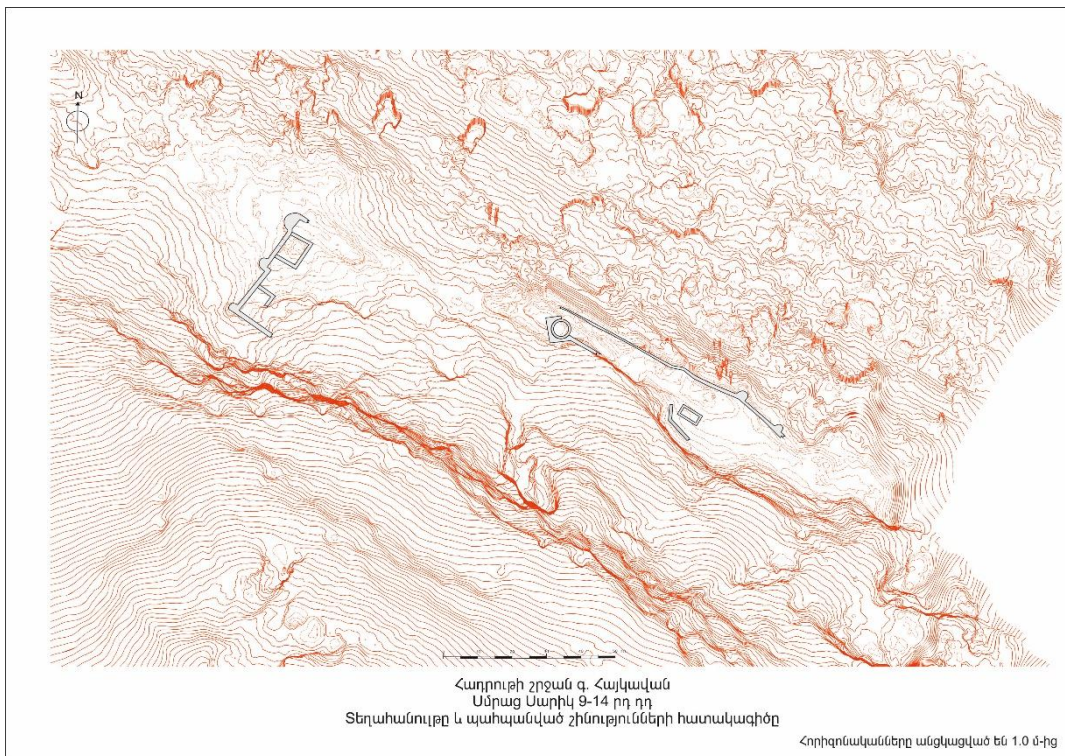 N
Հադրութի շրջան գ. Հայկավան
Սմրաց Սարիկ 9-14 րդ դդ
Տեղահանույթը և պահպանված շինությունների հատակագիծը
Հորիզոնականները անցկացված են 1.0 մ-ից